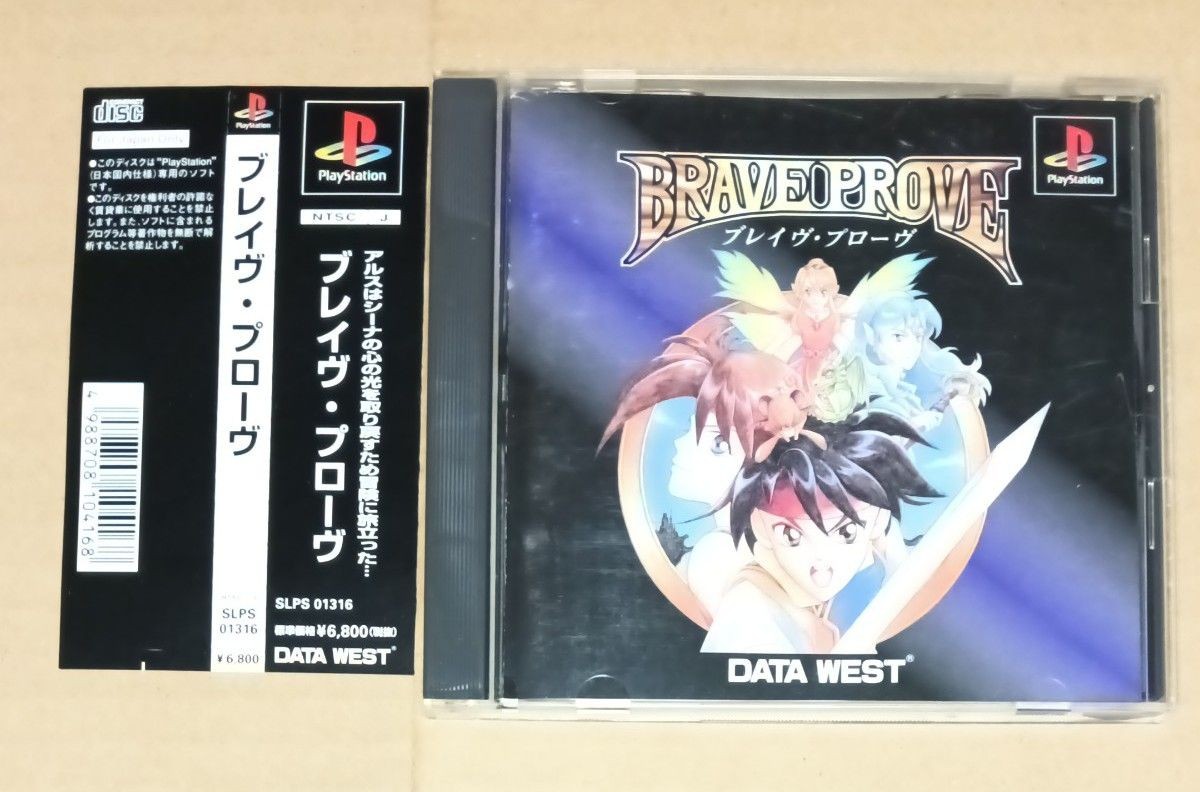 COMPACT
disc
For Japan Only
●このディスクは"PlayStation"
(日本国内仕様)専用のソフト
です。
●このディスクを権利者の許諾な
く賃貸業に使用することを禁止
します。また、ソフトに含まれる
プログラム等著作物を無断で解
析することを禁止します。
4 988708 104168
PlayStation
ブレイヴ・プローヴ
SLPS
01316
¥6,800
PlayStation
NTSC J
アルスはシーナの心の光を取り戻すため冒険に旅立った…
ブレイヴ・プローヴ
SLPS 01316
標準価格¥6,800(税抜)
DATA WEST®
BRAVE PROVE
ブレイヴ・プローヴ
PlayStation
DATA WEST®